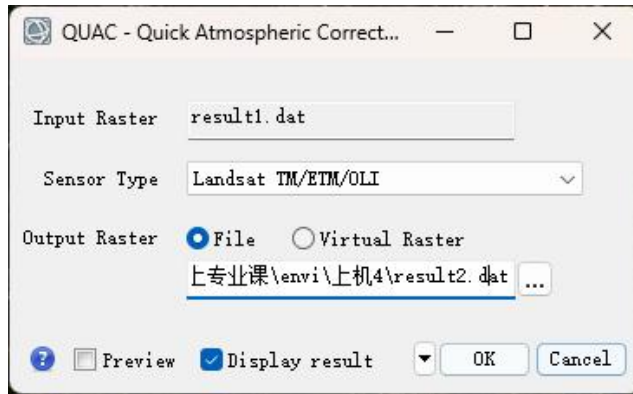 QUAC - Quick Atmospheric Correct...
Input Raster result1.dat
Sensor Type Landsat TM/ETM/OLI
Output Raster File Virtual Raster
上专业课\envi\上机4\result2.dat ...
? Preview Display result OK Cancel